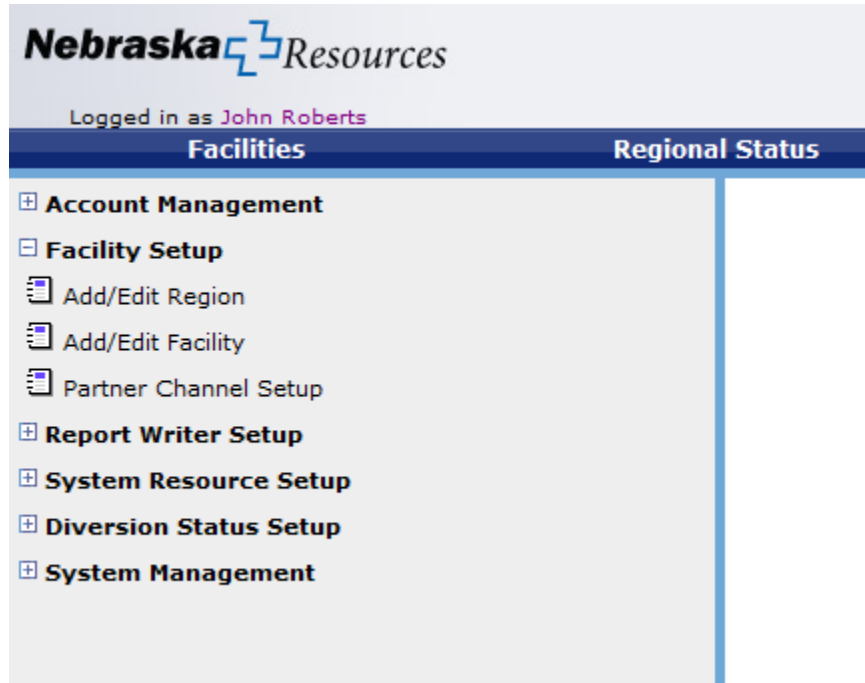 Nebraska Resources
Logged in as John Roberts
Facilities Regional Status
Account Management
Facility Setup
Add/Edit Region
Add/Edit Facility
Partner Channel Setup
Report Writer Setup
System Resource Setup
Diversion Status Setup
System Management